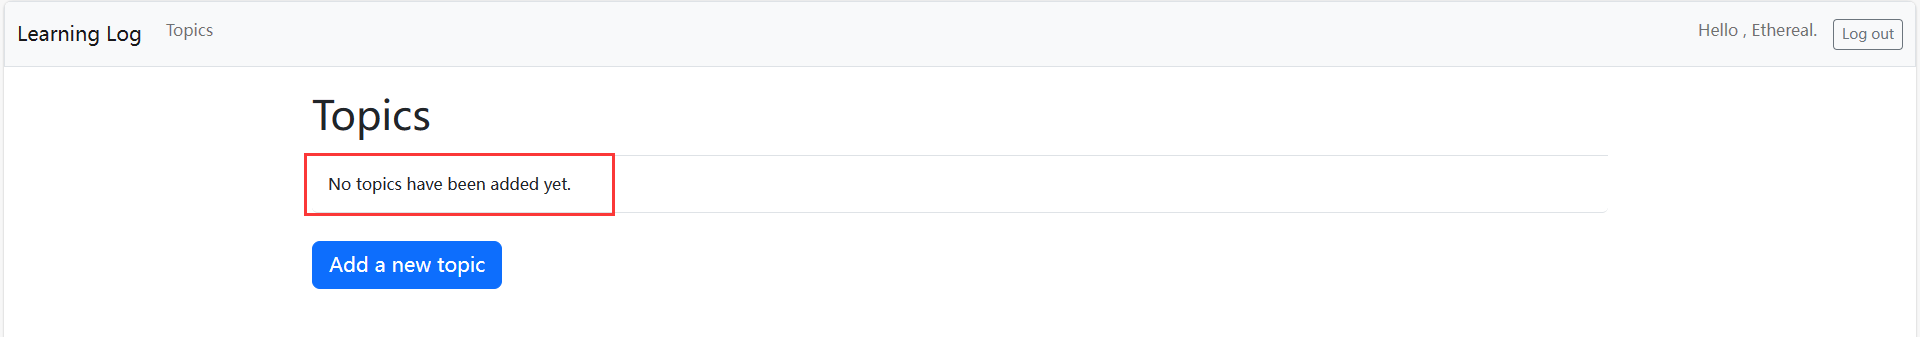 Learning Log Topics Hello , Ethereal. Log out
Topics
No topics have been added yet.
Add a new topic